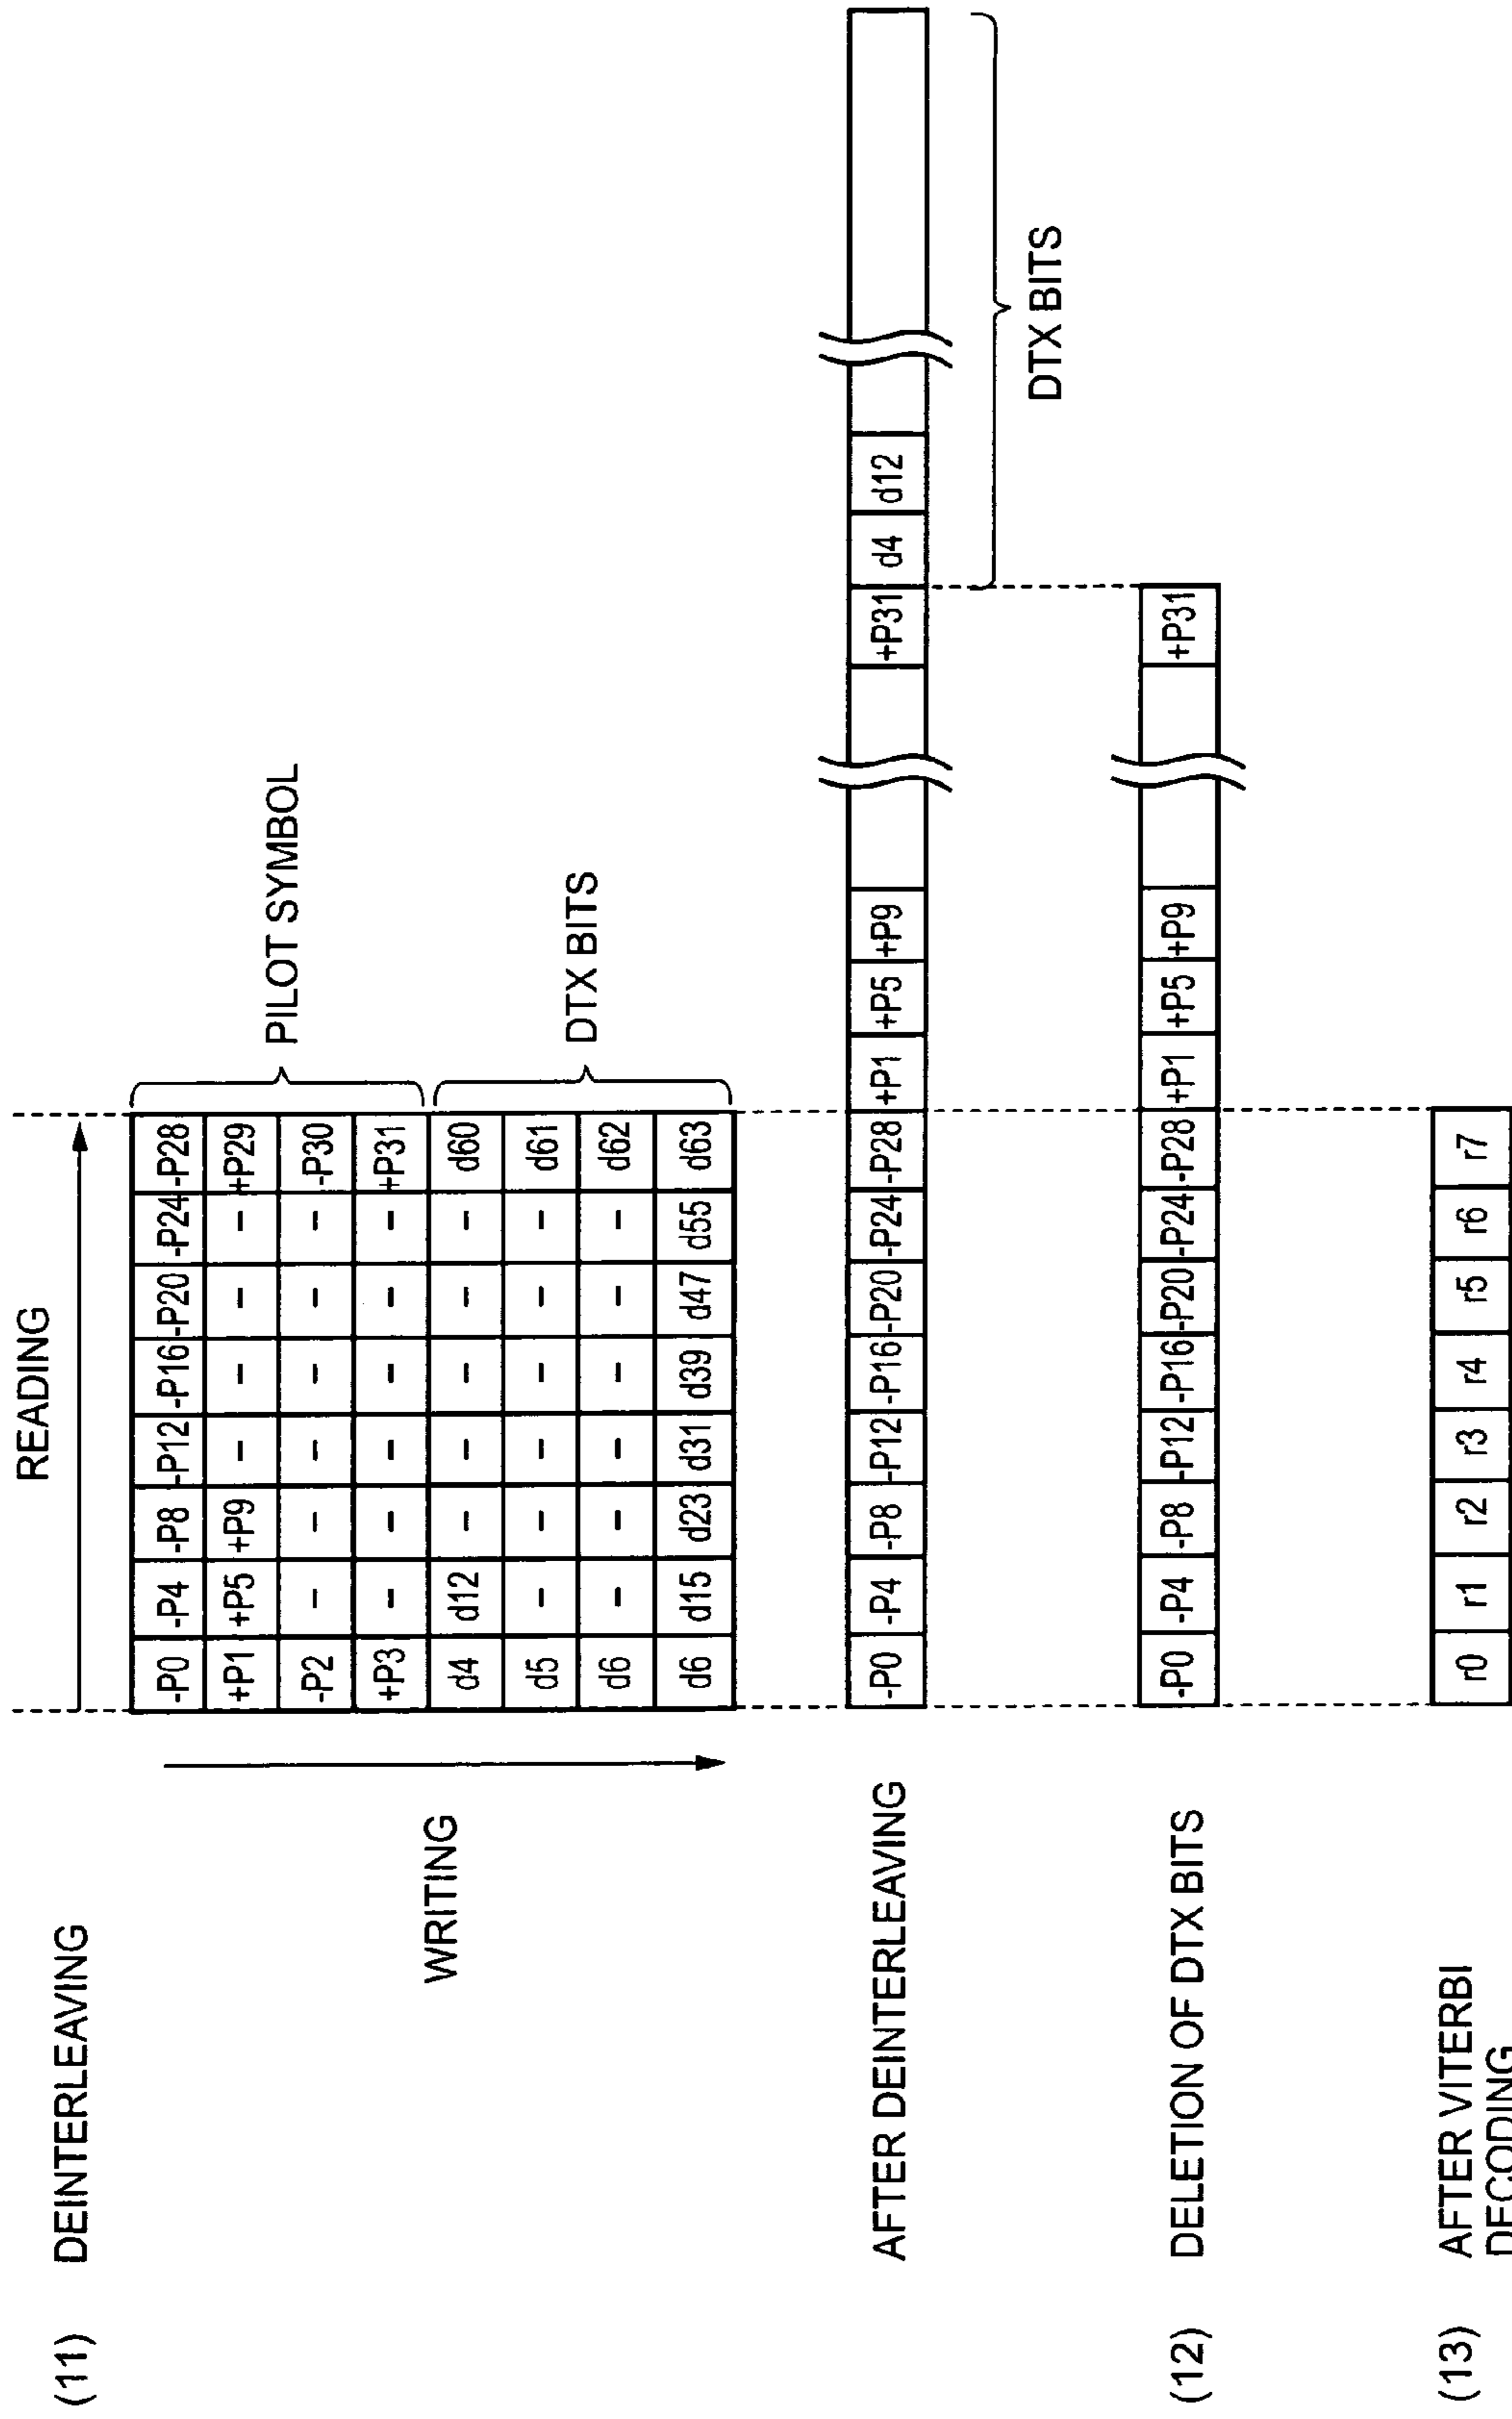 (11) DEINTERLEAVING
READING
WRITING
-P0 -P4 -P8 -P12 -P16 -P20 -P24 -P28
+P1 +P5 +P9 - - - - +P29
-P2 - - - - - - -P30
+P3 - - - - - - +P31
d4 d12 - - - - - d60
d5 - - - - - - d61
d6 - - - - - - d62
d6 d15 d23 d31 d39 d47 d55 d63
PILOT SYMBOL
DTX BITS
AFTER DEINTERLEAVING
-P0 -P4 -P8 -P12 -P16 -P20 -P24 -P28 +P1 +P5 +P9 +P31 d4 d12
DTX BITS
(12) DELETION OF DTX BITS
-P0 -P4 -P8 -P12 -P16 -P20 -P24 -P28 +P1 +P5 +P9 +P31
(13) AFTER VITERBI
DECODING
r0 r1 r2 r3 r4 r5 r6 r7